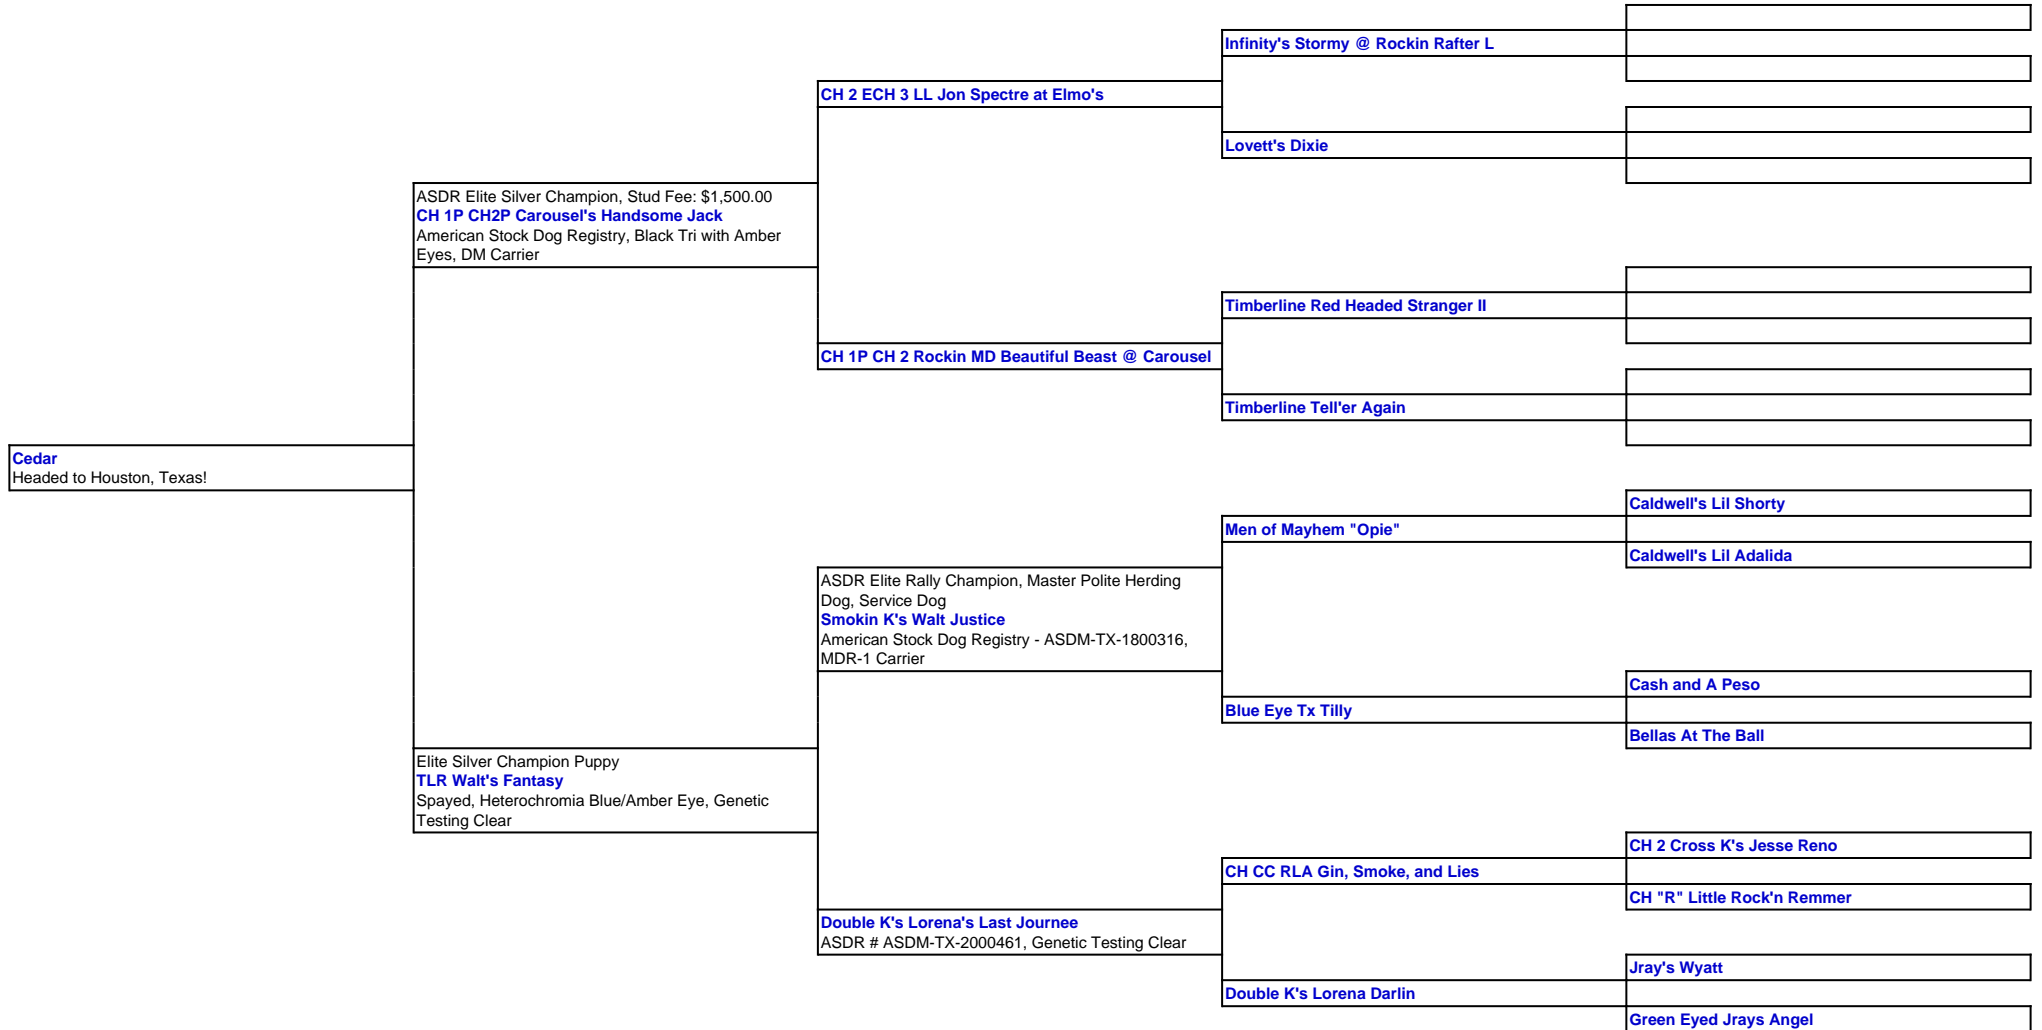 Infinity's Stormy @ Rockin Rafter L
CH 2 ECH 3 LL Jon Spectre at Elmo's
Lovett's Dixie
ASDR Elite Silver Champion, Stud Fee: $1,500.00
CH 1P CH2P Carousel's Handsome Jack
American Stock Dog Registry, Black Tri with Amber
Eyes, DM Carrier
Timberline Red Headed Stranger II
CH 1P CH 2 Rockin MD Beautiful Beast @ Carousel
Timberline Tell'er Again
Cedar
Headed to Houston, Texas!
Caldwell's Lil Shorty
Men of Mayhem "Opie"
Caldwell's Lil Adalida
ASDR Elite Rally Champion, Master Polite Herding
Dog, Service Dog
Smokin K's Walt Justice
American Stock Dog Registry - ASDM-TX-1800316,
MDR-1 Carrier
Cash and A Peso
Blue Eye Tx Tilly
Bellas At The Ball
Elite Silver Champion Puppy
TLR Walt's Fantasy
Spayed, Heterochromia Blue/Amber Eye, Genetic
Testing Clear
CH 2 Cross K's Jesse Reno
CH CC RLA Gin, Smoke, and Lies
CH "R" Little Rock'n Remmer
Double K's Lorena's Last Journee
ASDR # ASDM-TX-2000461, Genetic Testing Clear
Jray's Wyatt
Double K's Lorena Darlin
Green Eyed Jrays Angel